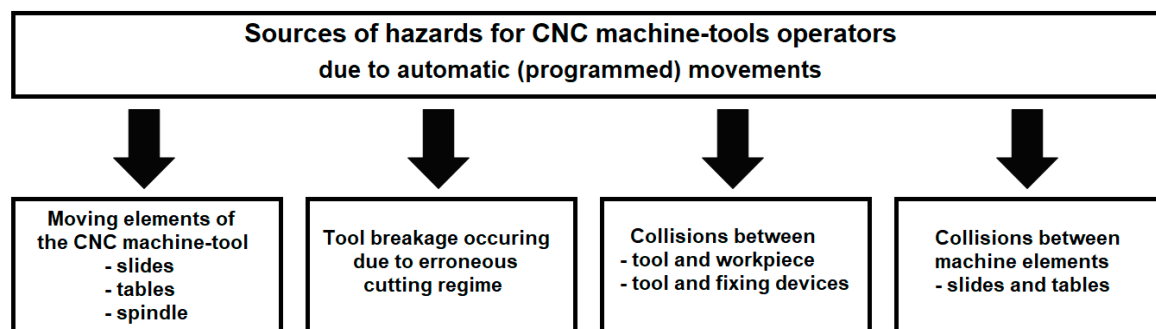 Sources of hazards for CNC machine-tools operators
due to automatic (programmed) movements
Moving elements of
the CNC machine-tool
- slides
- tables
- spindle
Tool breakage occuring
due to erroneous
cutting regime
Collisions between
- tool and workpiece
- tool and fixing devices
Collisions between
machine elements
- slides and tables